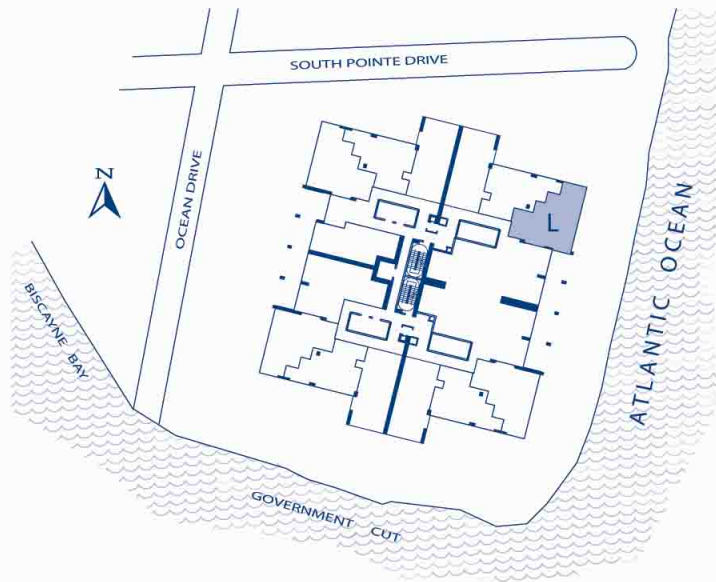 SOUTH POINTE DRIVE
N
OCEAN DRIVE
L
ATLANTIC OCEAN
BISCAYNE BAY
GOVERNMENT CUT